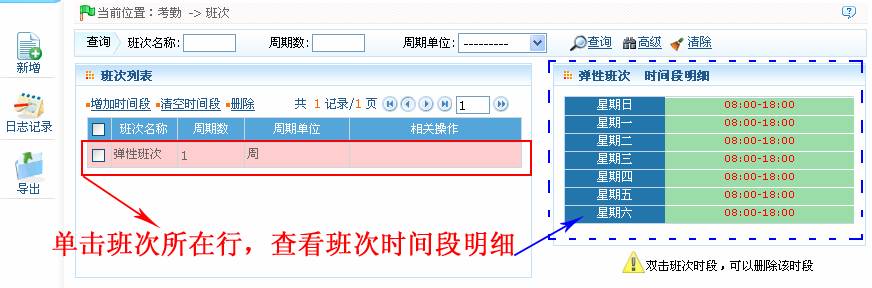 当前位置：考勤 -> 班次
查询 班次名称: 周期数: 周期单位: --------- 查询 高级 清除
新增
日志记录
导出
班次列表
增加时间段 清空时间段 删除 共 1 记录/1 页 1
班次名称 周期数 周期单位 相关操作
弹性班次 1 周
单击班次所在行，查看班次时间段明细
弹性班次 时间段明细
星期日 08:00-18:00
星期一 08:00-18:00
星期二 08:00-18:00
星期三 08:00-18:00
星期四 08:00-18:00
星期五 08:00-18:00
星期六 08:00-18:00
双击班次时段，可以删除该时段